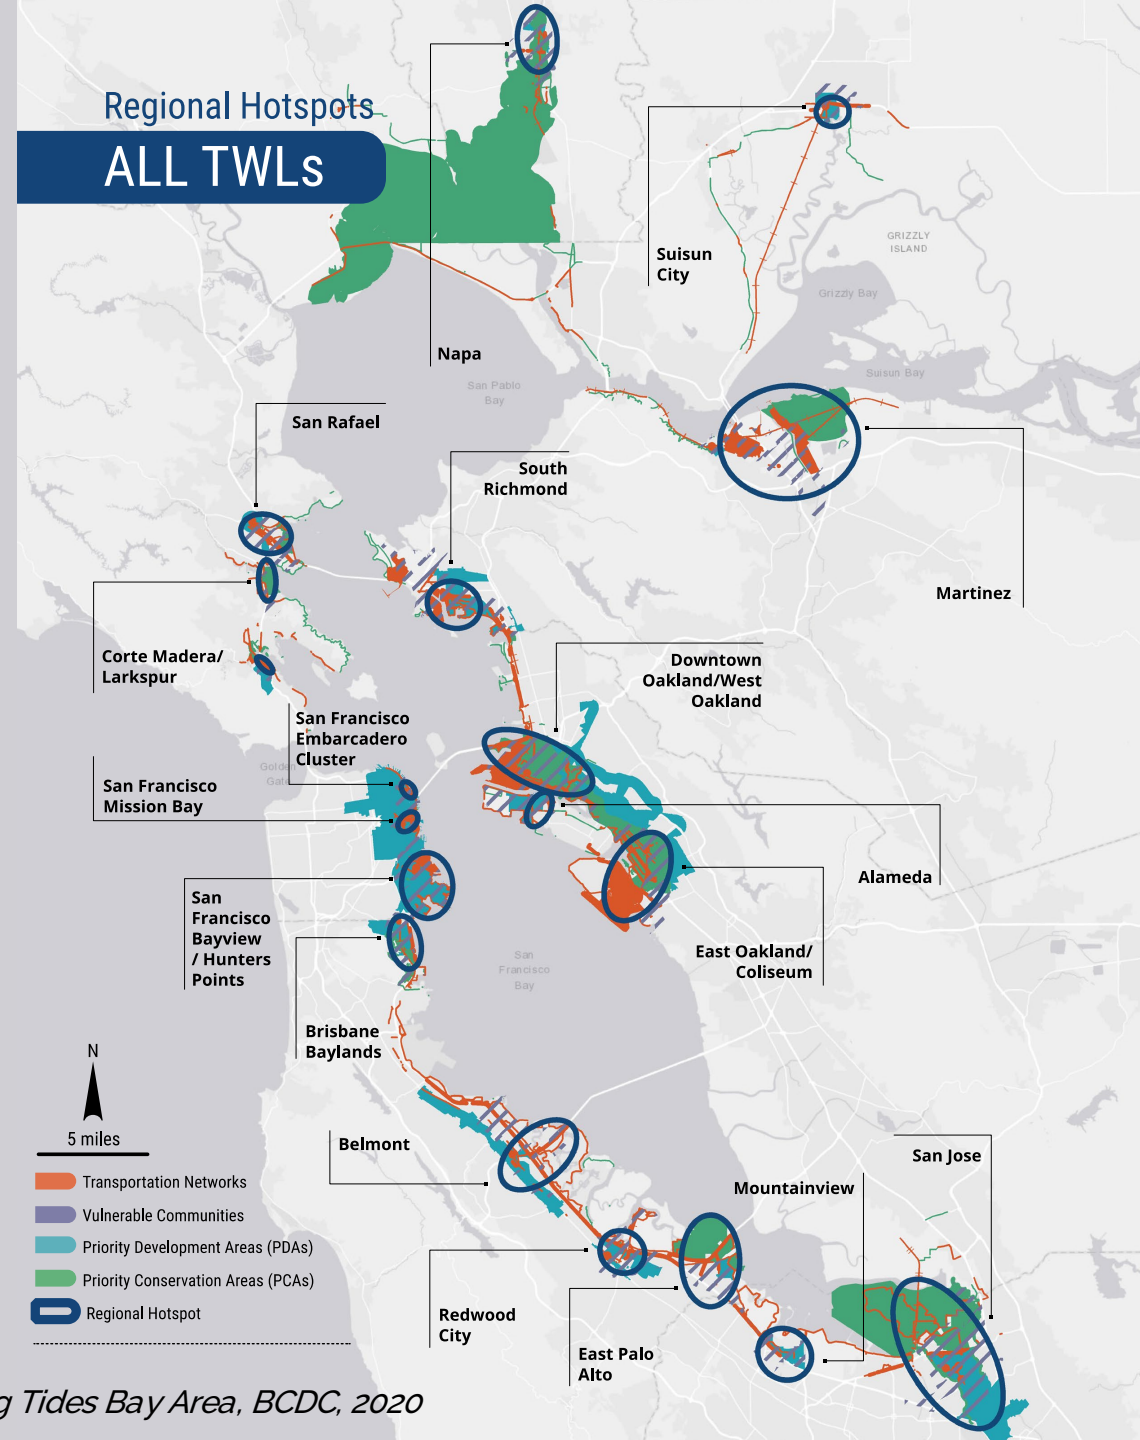 Regional Hotspots
ALL TWLs
Suisun
City
GRIZZLY
ISLAND
Grizzly Bay
Napa
San Pablo
Bay
Suisun Bay
San Rafael
South
Richmond
Martinez
Corte Madera/
Larkspur
Downtown
Oakland/West
Oakland
San Francisco
Embarcadero
Cluster
Golden
Gate
San Francisco
Mission Bay
Alameda
San
Francisco
Bayview
/ Hunters
Points
East Oakland/
Coliseum
San
Francisco
Bay
Brisbane
Baylands
N
5 miles
Belmont
San Jose
Mountainview
Transportation Networks
Vulnerable Communities
Priority Development Areas (PDAs)
Priority Conservation Areas (PCAs)
Regional Hotspot
Redwood
City
East Palo
Alto
g Tides Bay Area, BCDC, 2020